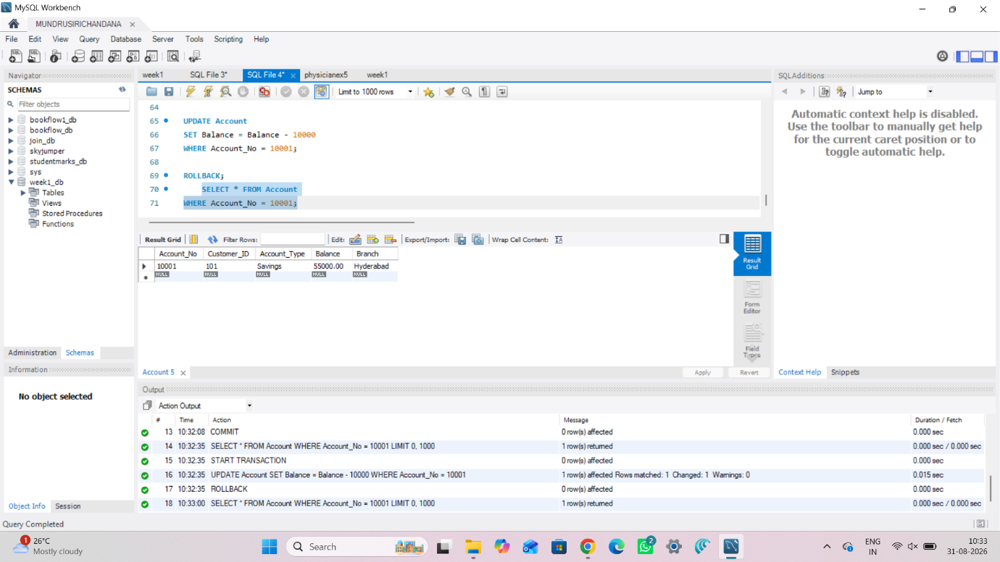 MySQL Workbench
MUNDRUSIRICHANDANA
File Edit View Query Database Server Tools Scripting Help
Navigator
SCHEMAS
Filter objects
bookflow1_db
bookflow_db
join_db
skyjumper
studentmarks_db
sys
week1_db
Tables
Views
Stored Procedures
Functions
Administration Schemas
Information
No object selected
Object Info Session
Query Completed
week1 SQL File 3* SQL File 4* physicianex5 week1
Limit to 1000 rows
64
65 UPDATE Account
66 SET Balance = Balance - 10000
67 WHERE Account_No = 10001;
68
69 ROLLBACK;
70 SELECT * FROM Account
71 WHERE Account_No = 10001;
Result Grid Filter Rows: Edit: Export/Import: Wrap Cell Content:
Account_No Customer_ID Account_Type Balance Branch
10001 101 Savings 55000.00 Hyderabad
NULL NULL NULL NULL NULL
Result Grid
Form Editor
Field Types
Account 5 Apply Revert
SQLAdditions
Jump to
Automatic context help is disabled.
Use the toolbar to manually get help
for the current caret position or to
toggle automatic help.
Context Help Snippets
Output
Action Output
# Time Action Message Duration / Fetch
13 10:32:08 COMMIT 0 row(s) affected 0.000 sec
14 10:32:35 SELECT * FROM Account WHERE Account_No = 10001 LIMIT 0, 1000 1 row(s) returned 0.000 sec / 0.000 sec
15 10:32:35 START TRANSACTION 0 row(s) affected 0.000 sec
16 10:32:35 UPDATE Account SET Balance = Balance - 10000 WHERE Account_No = 10001 1 row(s) affected Rows matched: 1 Changed: 1 Warnings: 0 0.015 sec
17 10:32:35 ROLLBACK 0 row(s) affected 0.000 sec
18 10:33:00 SELECT * FROM Account WHERE Account_No = 10001 LIMIT 0, 1000 1 row(s) returned 0.000 sec / 0.000 sec
1
26°C
Mostly cloudy
Search
2
ENG
IN
10:33
31-08-2026